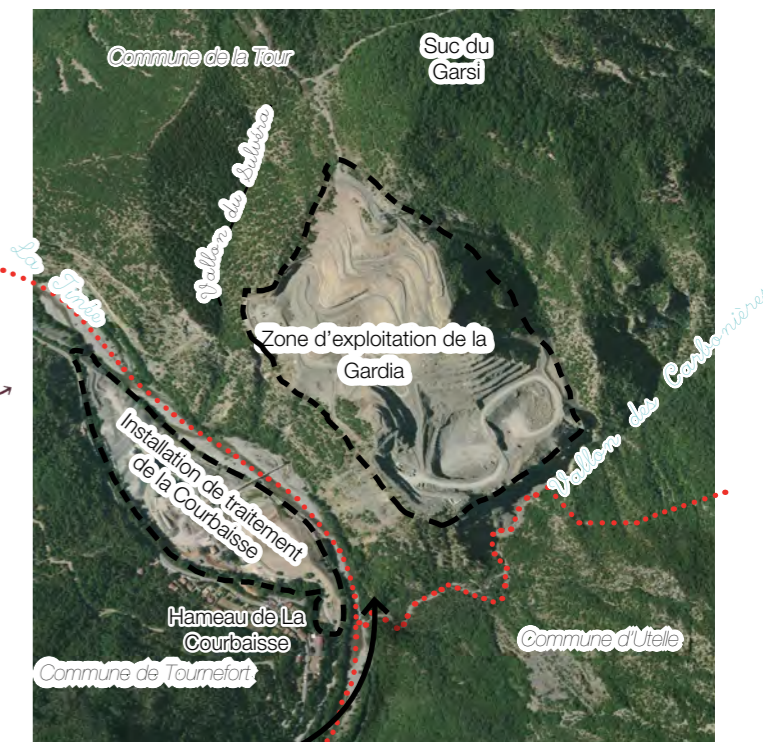 Commune de la Tour
Suc du
Garsi
Vallon du Sulvéra
La Tinée
Zone d'exploitation de la
Gardia
Vallon des Carbonières
Installation de traitement
de la Courbaisse
Hameau de La
Courbaisse
Commune d'Utelle
Commune de Tournefort